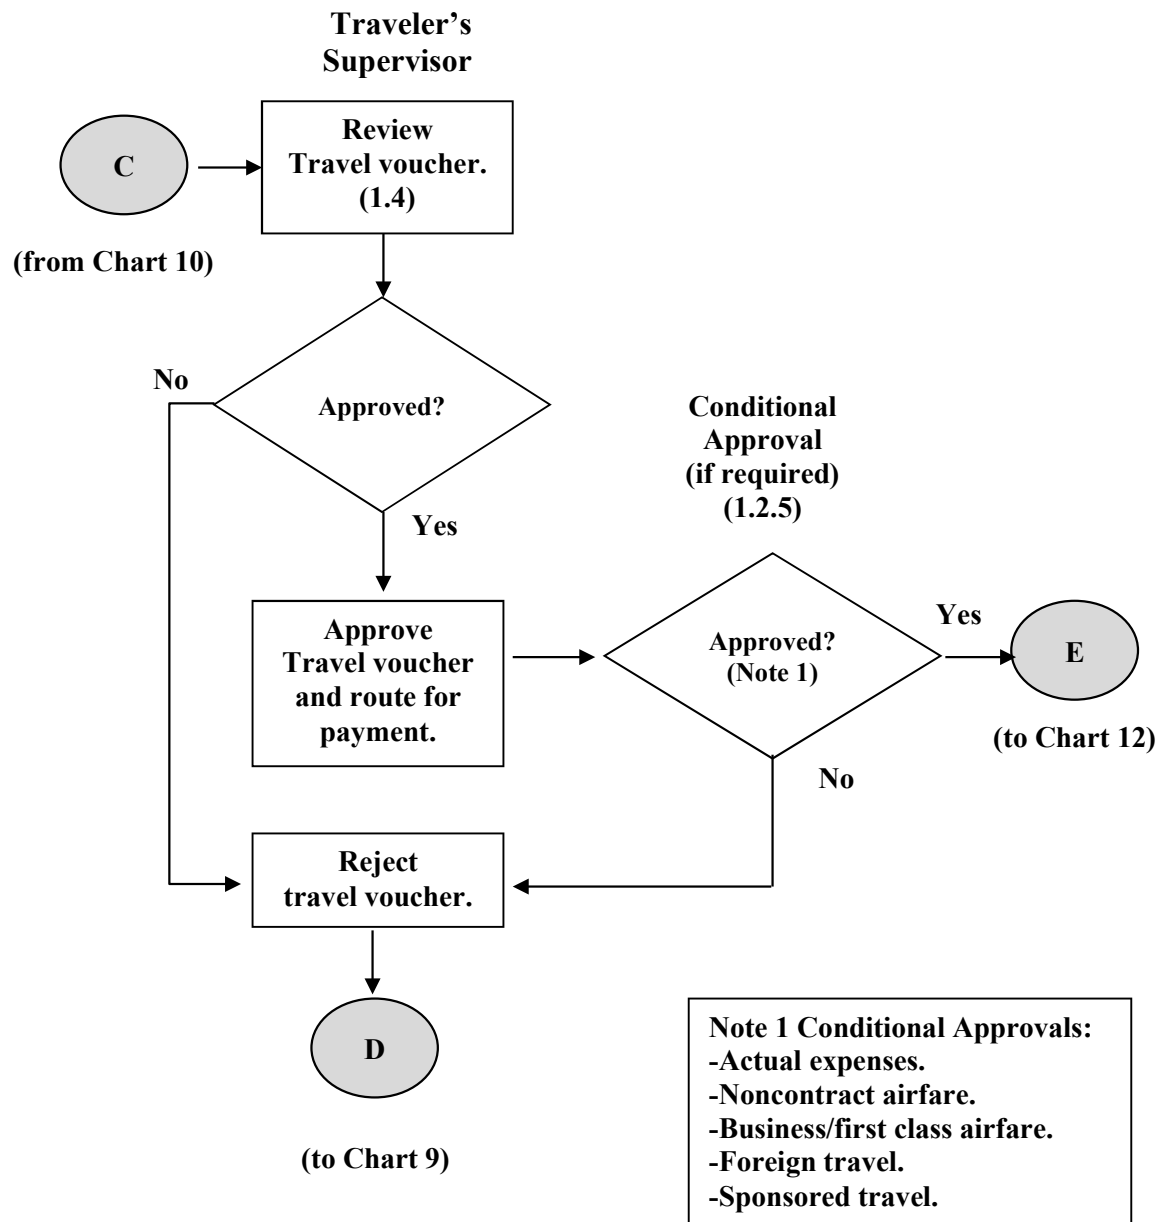 Traveler’s
Supervisor
C
Review
Travel voucher.
(1.4)
(from Chart 10)
No
Approved?
Yes
Conditional
Approval
(if required)
(1.2.5)
Approve
Travel voucher
and route for
payment.
Approved?
(Note 1)
Yes
E
(to Chart 12)
No
Reject
travel voucher.
D
(to Chart 9)
Note 1 Conditional Approvals:
-Actual expenses.
-Noncontract airfare.
-Business/first class airfare.
-Foreign travel.
-Sponsored travel.